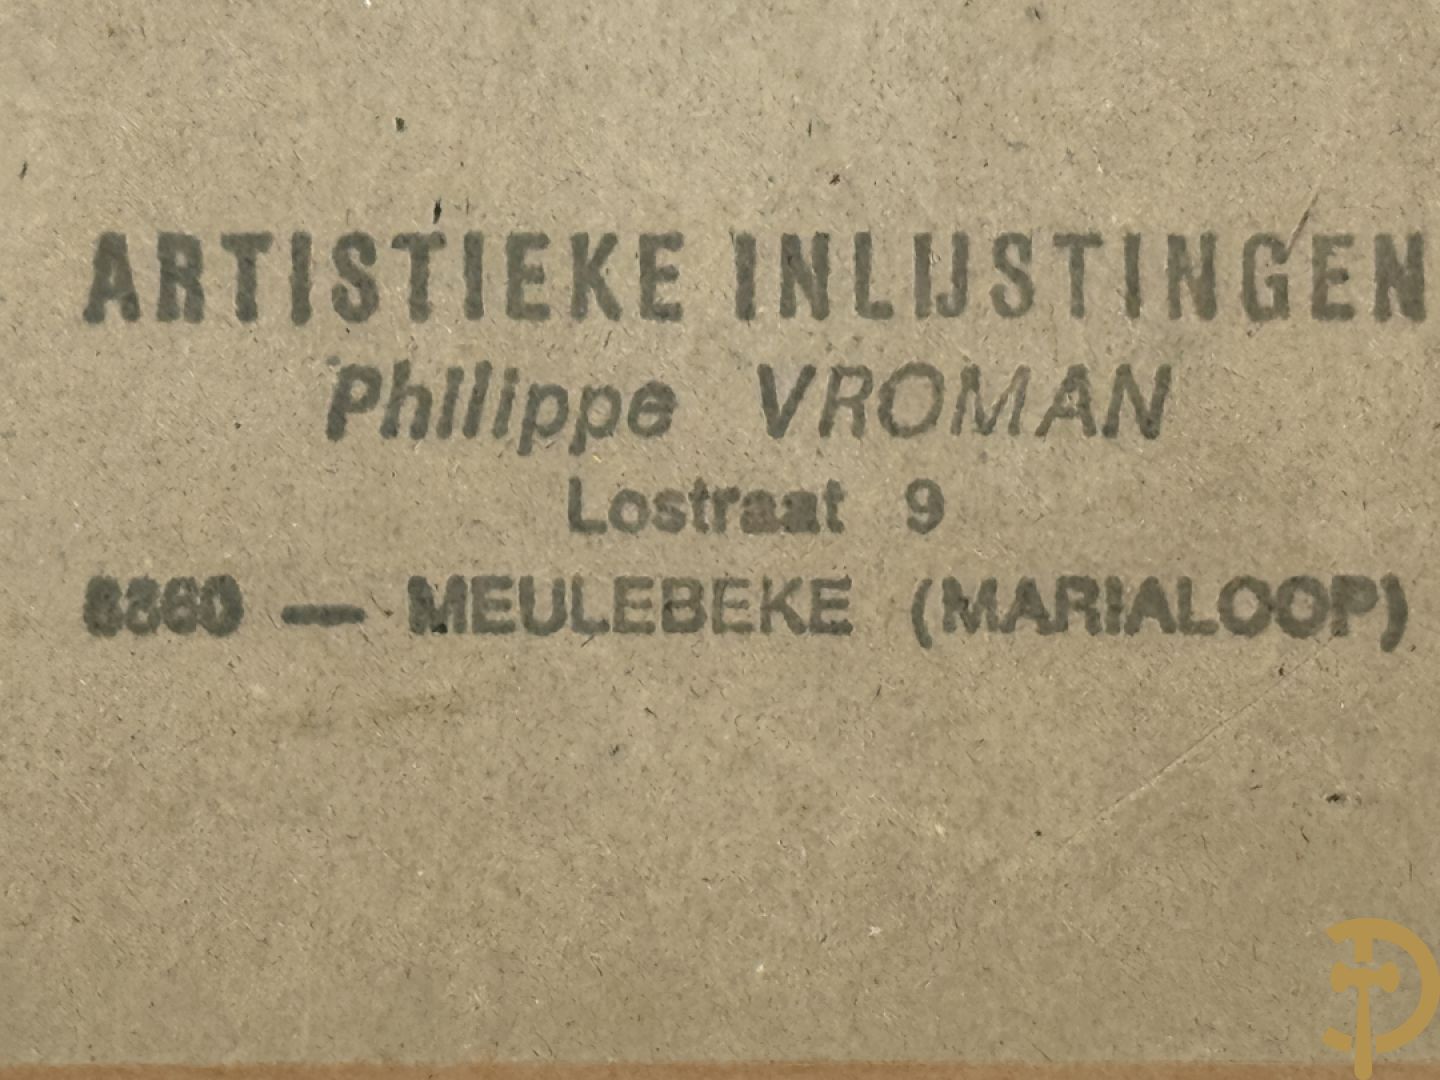 ARTISTIEKE INLIJSTINGEN
Philippe VROMAN
Lostraat 9
— MEULEBEKE (MARIALOOP)